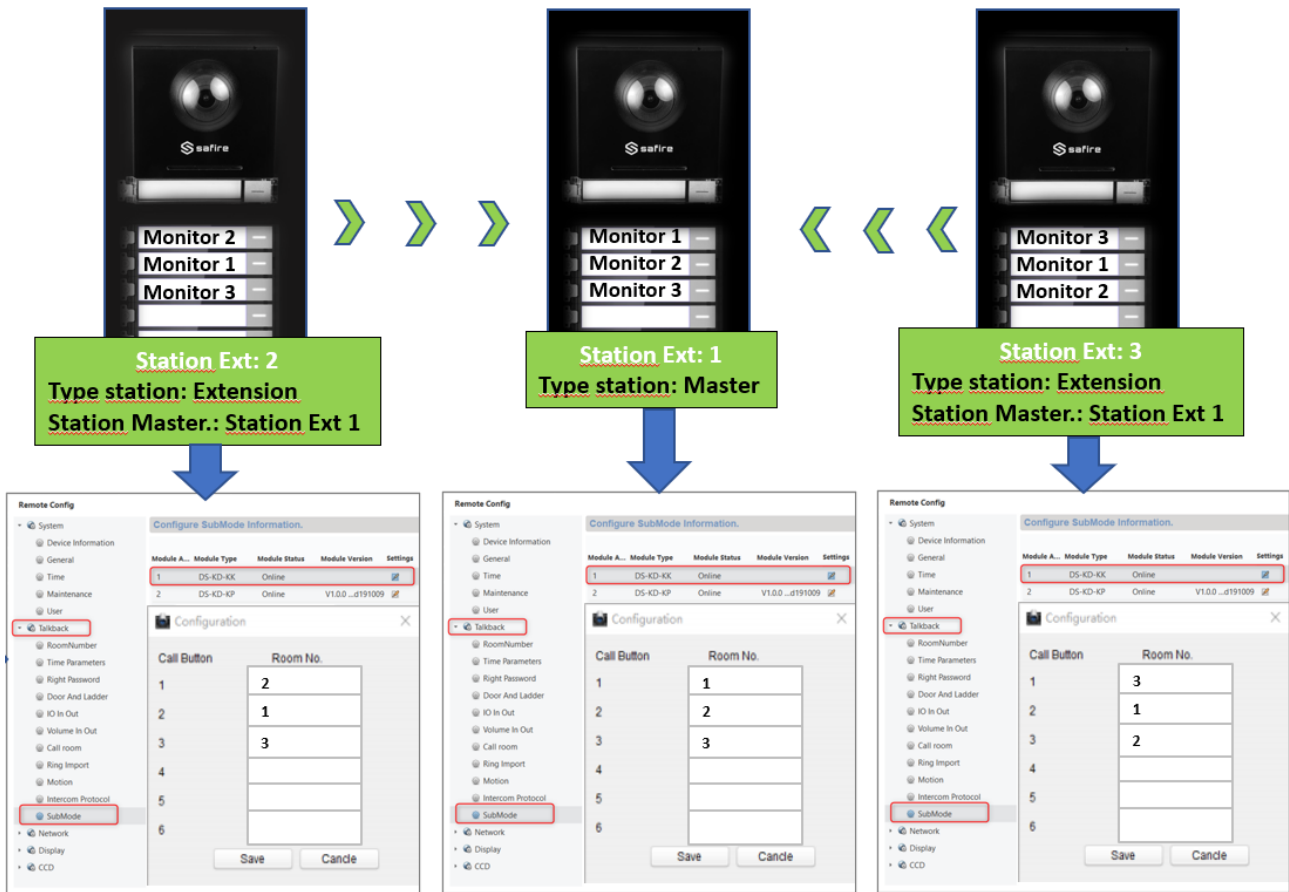 safire
Monitor 2
Monitor 1
Monitor 3
Station Ext: 2
Type station: Extension
Station Master.: Station Ext 1
safire
Monitor 1
Monitor 2
Monitor 3
Station Ext: 1
Type station: Master
safire
Monitor 3
Monitor 1
Monitor 2
Station Ext: 3
Type station: Extension
Station Master.: Station Ext 1
Remote Config
System
Device Information
General
Time
Maintenance
User
Talkback
RoomNumber
Time Parameters
Right Password
Door And Ladder
IO In Out
Volume In Out
Call room
Ring Import
Motion
Intercom Protocol
SubMode
Network
Display
CCD
Configure SubMode Information.
Module A... Module Type Module Status Module Version Settings
1 DS-KD-KK Online
2 DS-KD-KP Online V1.0.0 ...d191009
Configuration
Call Button Room No.
1 2
2 1
3 3
4
5
6
Save Cancle
Remote Config
System
Device Information
General
Time
Maintenance
User
Talkback
RoomNumber
Time Parameters
Right Password
Door And Ladder
IO In Out
Volume In Out
Call room
Ring Import
Motion
Intercom Protocol
SubMode
Network
Display
CCD
Configure SubMode Information.
Module A... Module Type Module Status Module Version Settings
1 DS-KD-KK Online
2 DS-KD-KP Online V1.0.0 ...d191009
Configuration
Call Button Room No.
1 1
2 2
3 3
4
5
6
Save Cancle
Remote Config
System
Device Information
General
Time
Maintenance
User
Talkback
RoomNumber
Time Parameters
Right Password
Door And Ladder
IO In Out
Volume In Out
Call room
Ring Import
Motion
Intercom Protocol
SubMode
Network
Display
CCD
Configure SubMode Information.
Module A... Module Type Module Status Module Version Settings
1 DS-KD-KK Online
2 DS-KD-KP Online V1.0.0 ...d191009
Configuration
Call Button Room No.
1 3
2 1
3 2
4
5
6
Save Cancle